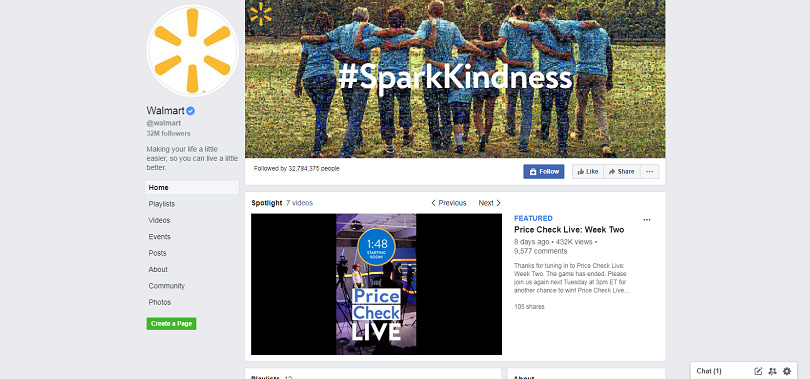 #SparkKindness
Walmart
@walmart
32M followers
Making your life a little
easier, so you can live a little
better.
Home
Playlists
Videos
Events
Posts
About
Community
Photos
Create a Page
Followed by 32,784,375 people
Follow
Like
Share
Spotlight 7 videos
Previous
Next
1:48
STARTING
SOON!
Price
Check
LIVE
FEATURED
Price Check Live: Week Two
8 days ago • 432K views •
9,577 comments
Thanks for tuning in to Price Check Live:
Week Two. The game has ended. Please
join us again next Tuesday at 3pm ET for
another chance to win! Price Check Live...
105 shares
Playlists 12
About
Chat (1)